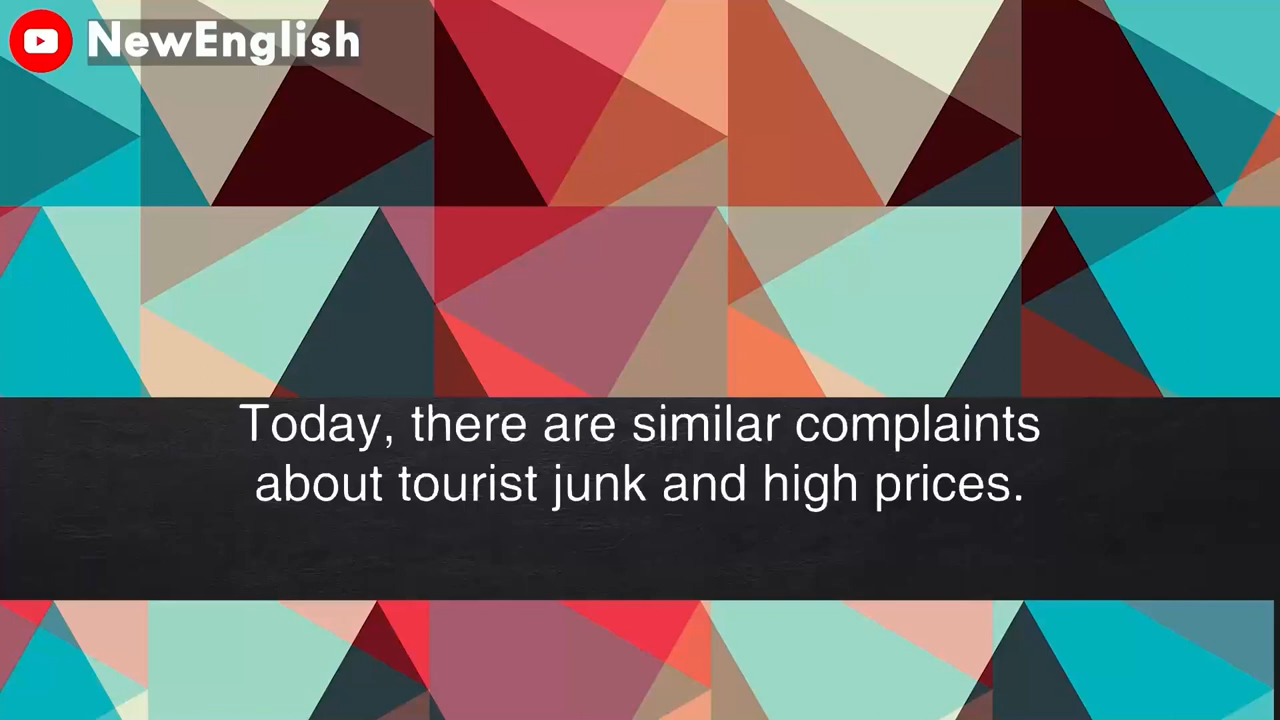 NewEnglish
Today, there are similar complaints
about tourist junk and high prices.